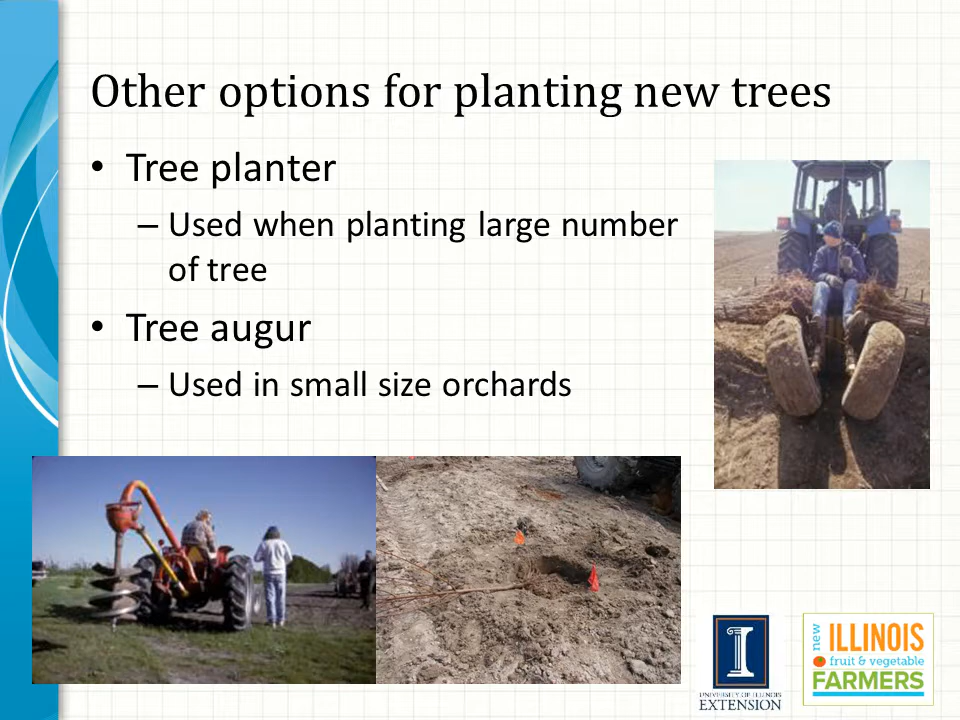 Other options for planting new trees
• Tree planter
– Used when planting large number
of tree
• Tree augur
– Used in small size orchards
I
UNIVERSITY OF ILLINOIS
EXTENSION
new
ILLINOIS
fruit & vegetable
FARMERS